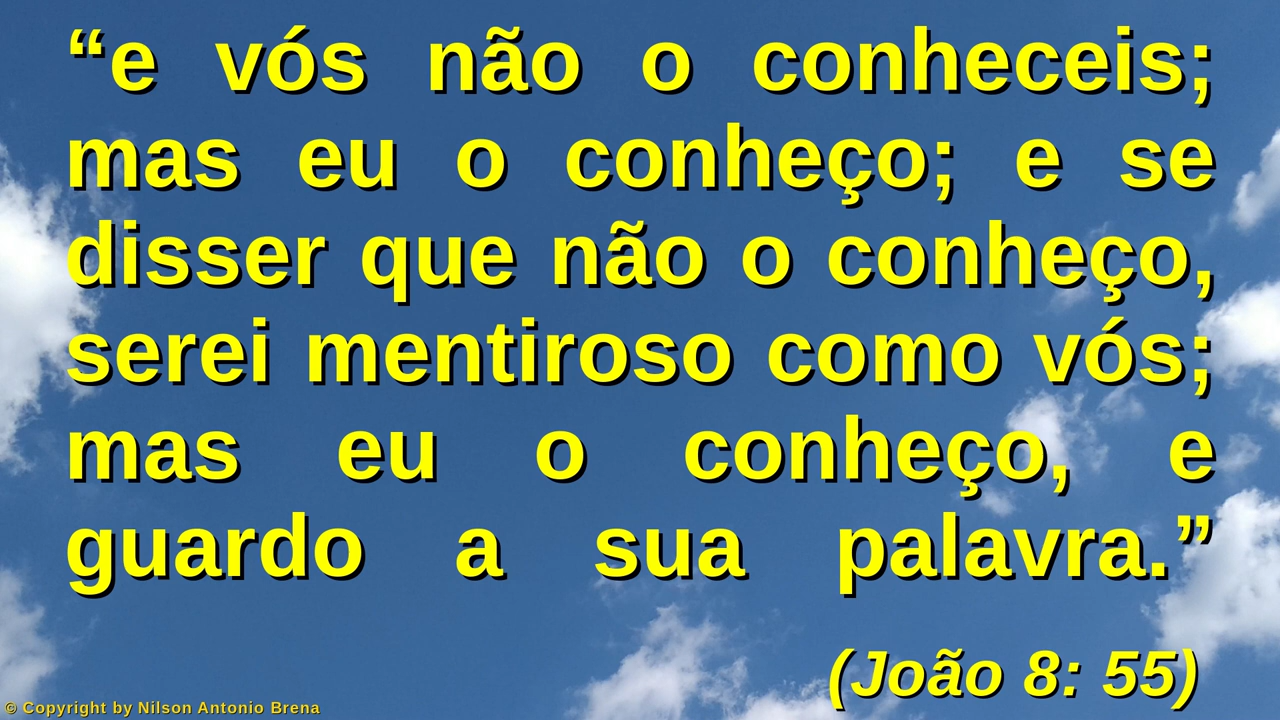 “e vós não o conheceis;
mas eu o conheço; e se
disser que não o conheço,
serei mentiroso como vós;
mas eu o conheço, e
guardo a sua palavra.”
(João 8: 55)
© Copyright by Nilson Antonio Brena